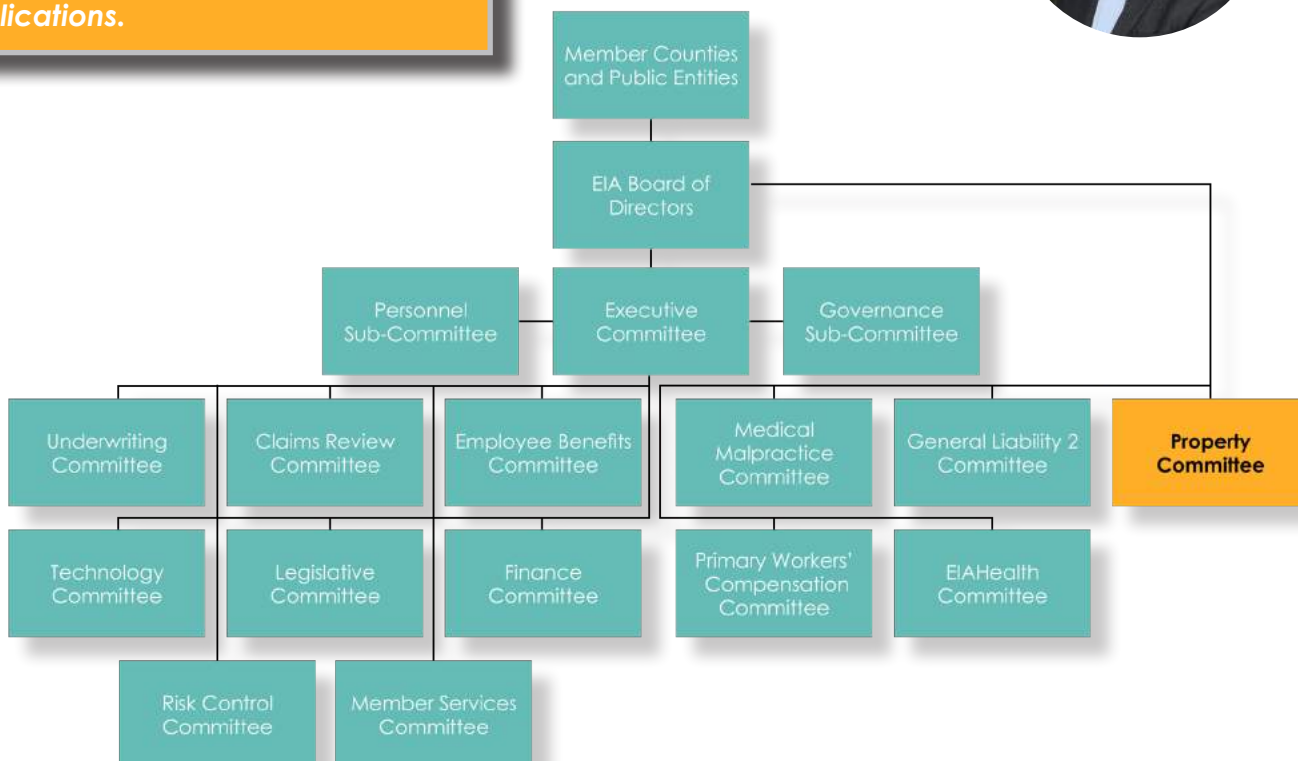 lications.
Member Counties
and Public Entities
EIA Board of
Directors
Personnel
Sub-Committee
Executive
Committee
Governance
Sub-Committee
Underwriting
Committee
Claims Review
Committee
Employee Benefits
Committee
Medical
Malpractice
Committee
General Liability 2
Committee
Property
Committee
Technology
Committee
Legislative
Committee
Finance
Committee
Primary Workers'
Compensation
Committee
EIAHealth
Committee
Risk Control
Committee
Member Services
Committee